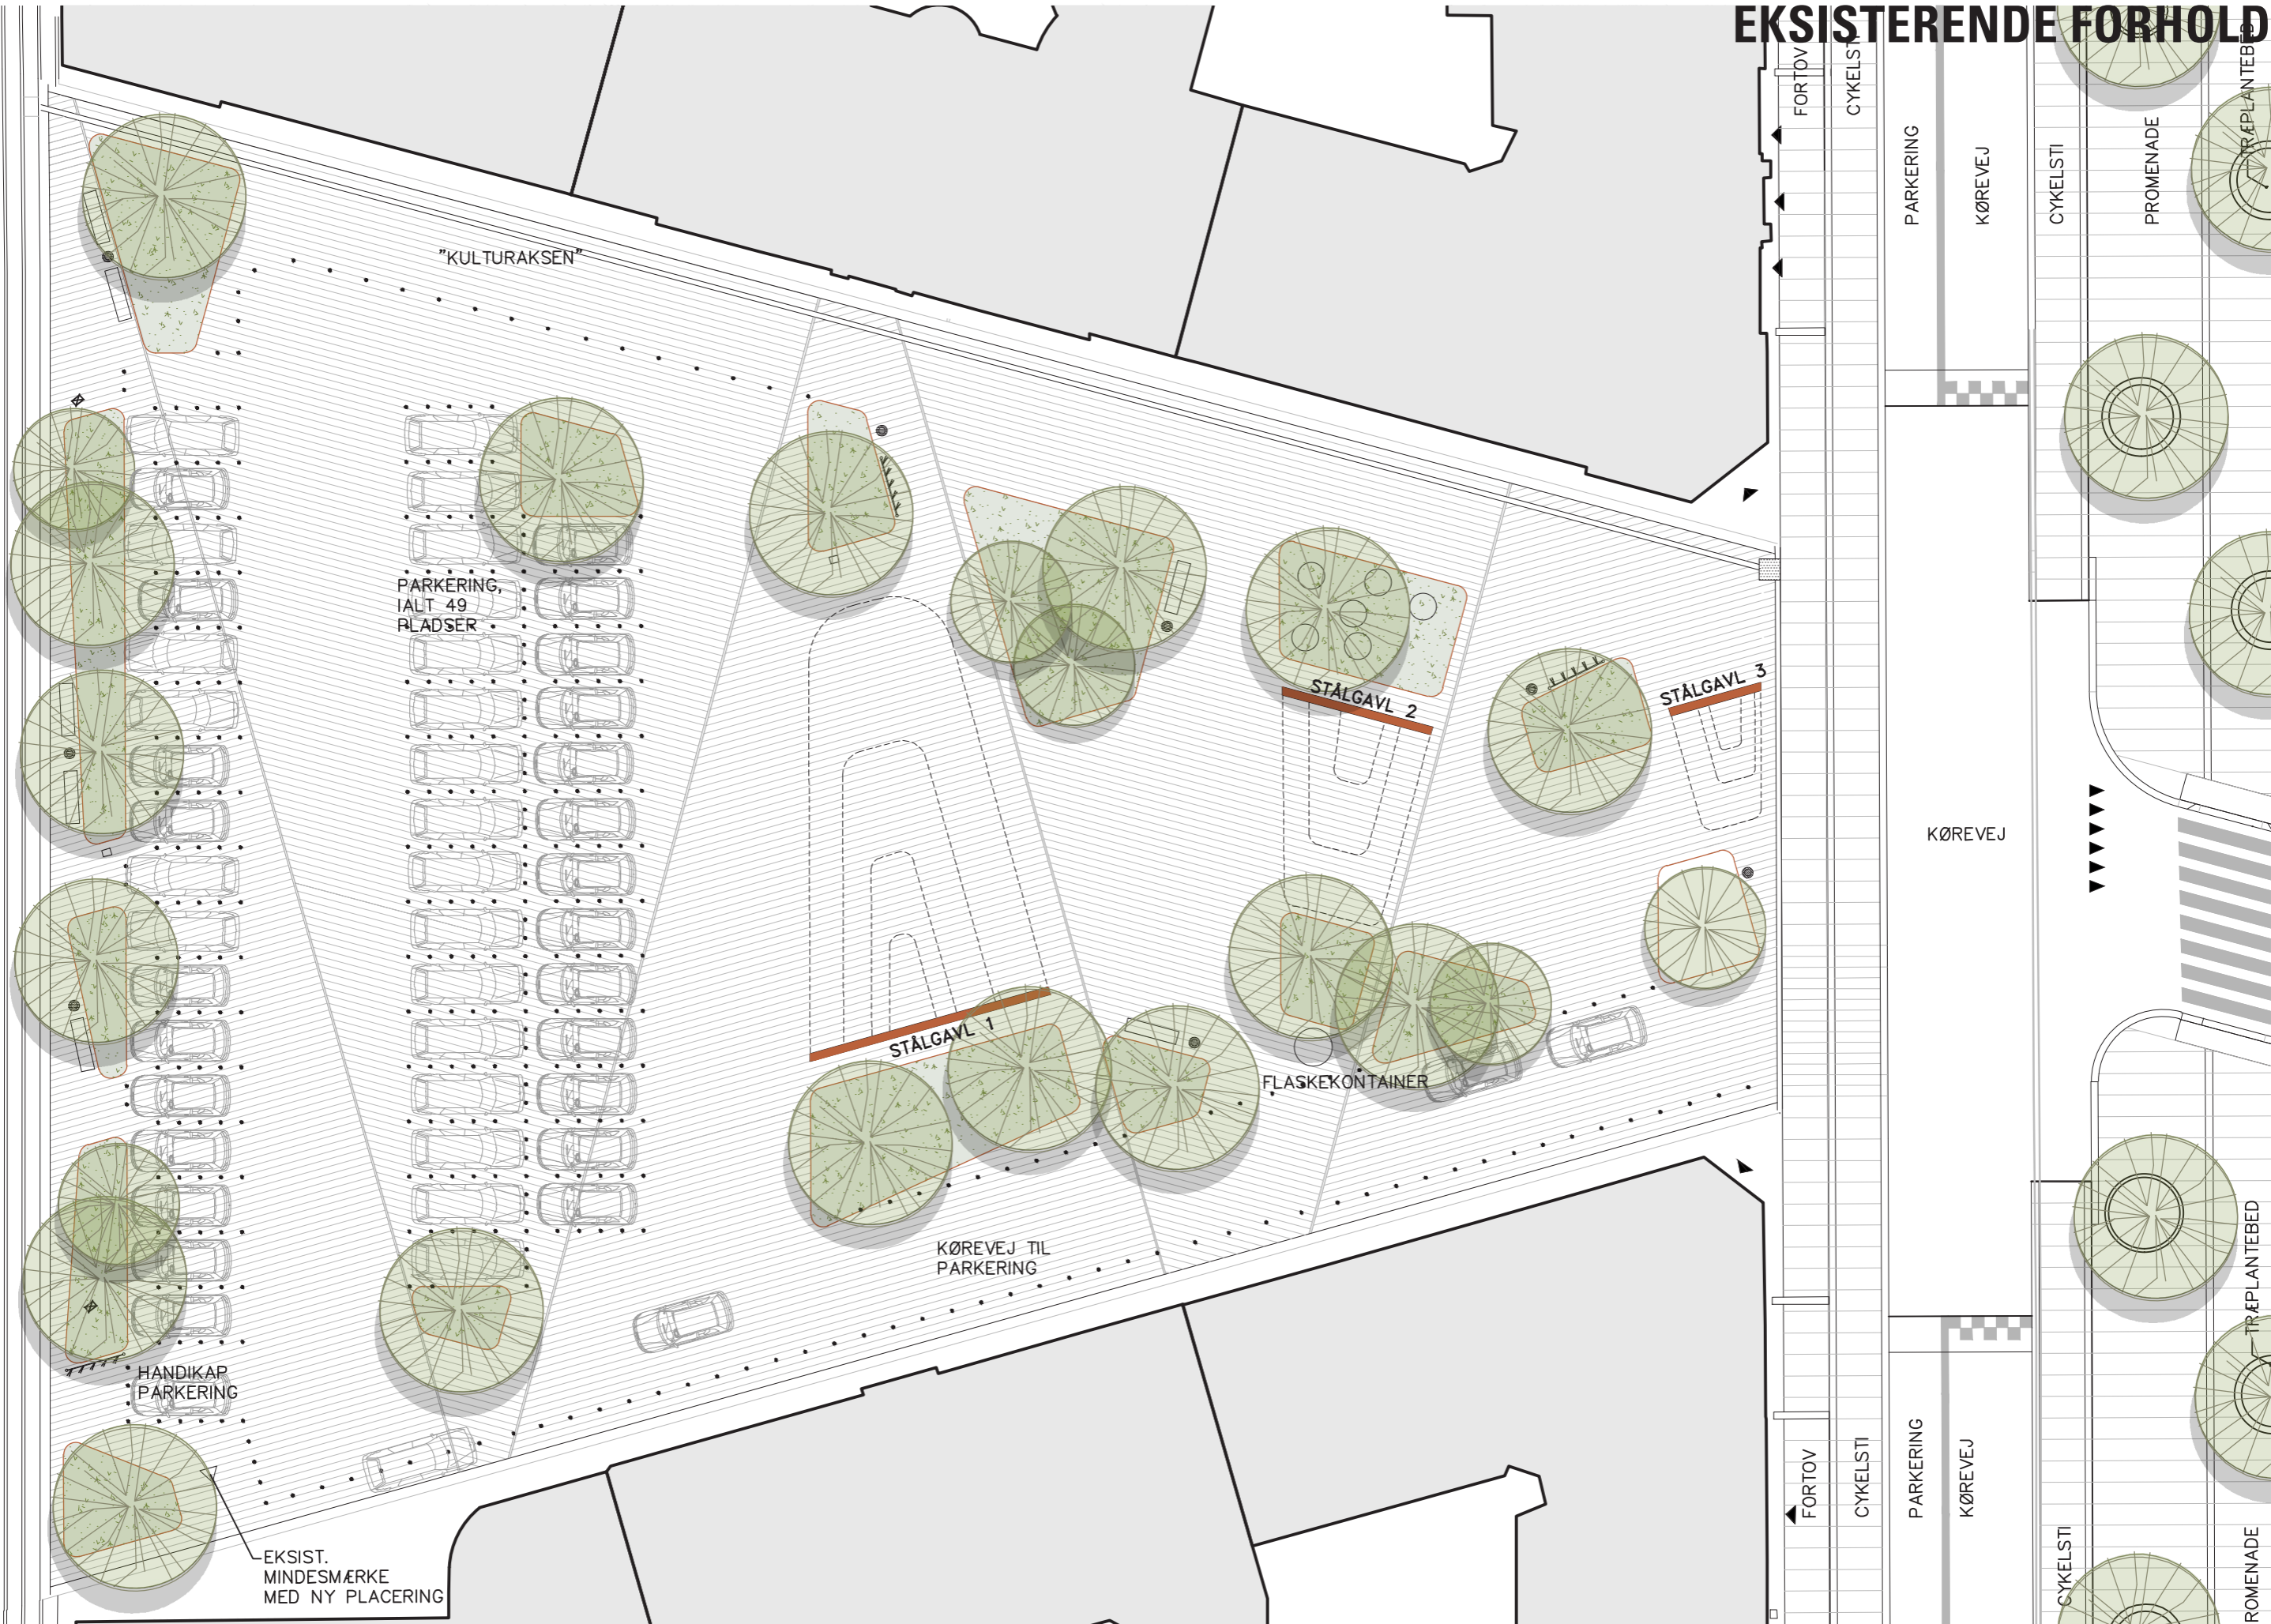 EKSISTERENDE FORHOLD
FORTOV
CYKELSTI
PARKERING
KØREVEJ
CYKELSTI
PROMENADE
TRÆPLANTEBED
"KULTURAKSEN"
PARKERING,
IALT 49
PLADSER
STÅLGAVL 2
STÅLGAVL 3
KØREVEJ
STÅLGAVL 1
FLASKEKONTAINER
KØREVEJ TIL
PARKERING
HANDIKAP
PARKERING
EKSIST.
MINDESMÆRKE
MED NY PLACERING
FORTOV
CYKELSTI
PARKERING
KØREVEJ
CYKELSTI
TRÆPLANTEBED
ROMENADE